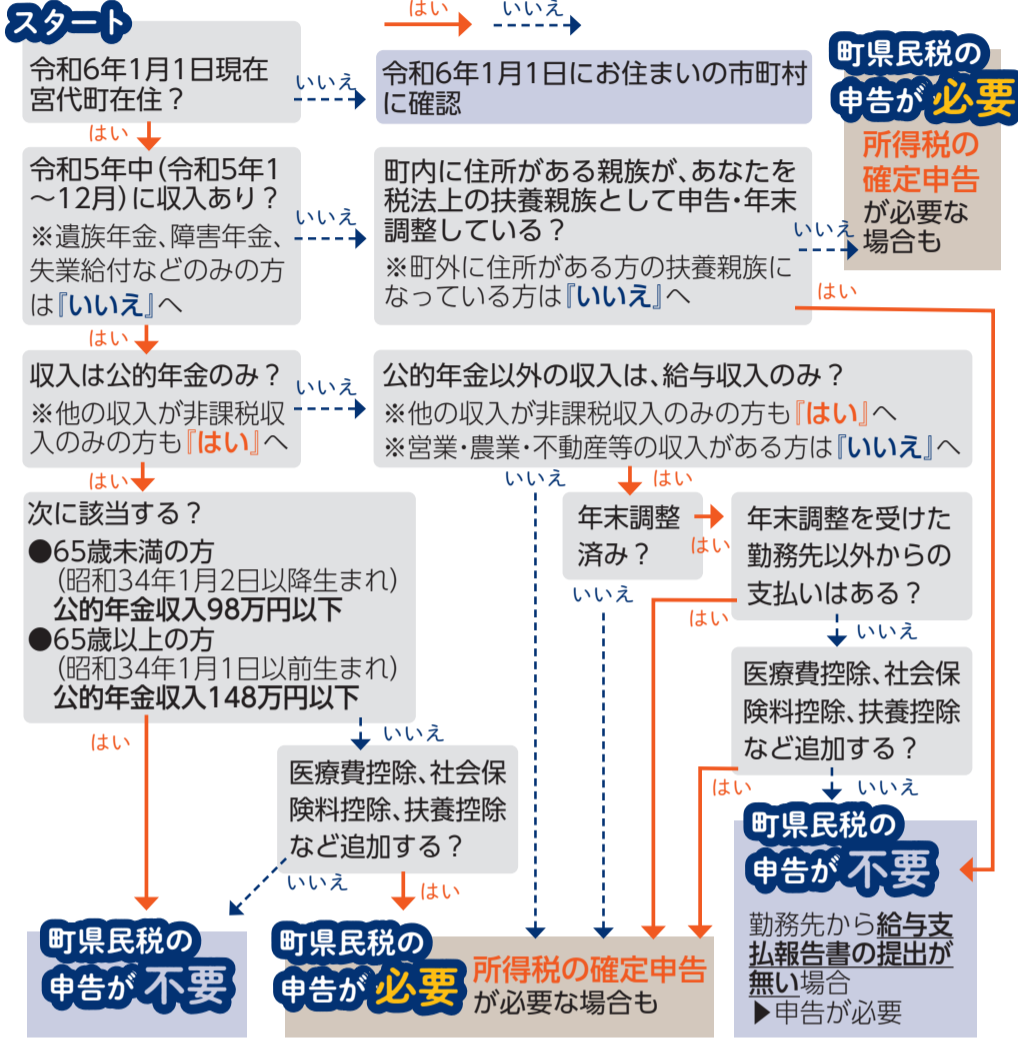 スタート
はい
いいえ
令和6年1月1日現在
宮代町在住？
いいえ
令和6年1月1日にお住まいの市町村
に確認
町県民税の
申告が 必要
所得税の
確定申告
が必要な
場合も
はい
令和5年中（令和5年1
～12月）に収入あり？
※遺族年金、障害年金、
失業給付などのみの方
は『いいえ』へ
いいえ
町内に住所がある親族が、あなたを
税法上の扶養親族として申告・年末
調整している？
※町外に住所がある方の扶養親族に
なっている方は『いいえ』へ
いいえ
はい
はい
収入は公的年金のみ？
※他の収入が非課税収
入のみの方も『はい』へ
いいえ
公的年金以外の収入は、給与収入のみ？
※他の収入が非課税収入のみの方も『はい』へ
※営業・農業・不動産等の収入がある方は『いいえ』へ
はい
いいえ
はい
次に該当する？
●65歳未満の方
（昭和34年1月2日以降生まれ）
公的年金収入98万円以下
●65歳以上の方
（昭和34年1月1日以前生まれ）
公的年金収入148万円以下
年末調整
済み？
はい
いいえ
年末調整を受けた
勤務先以外からの
支払いはある？
はい
いいえ
医療費控除、社会保
険料控除、扶養控除
など追加する？
はい
いいえ
はい
いいえ
医療費控除、社会保
険料控除、扶養控除
など追加する？
いいえ
はい
町県民税の
申告が 不要
町県民税の
申告が 必要
所得税の確定申告
が必要な場合も
町県民税の
申告が 不要
勤務先から給与支
払報告書の提出が
無い場合
▶申告が必要